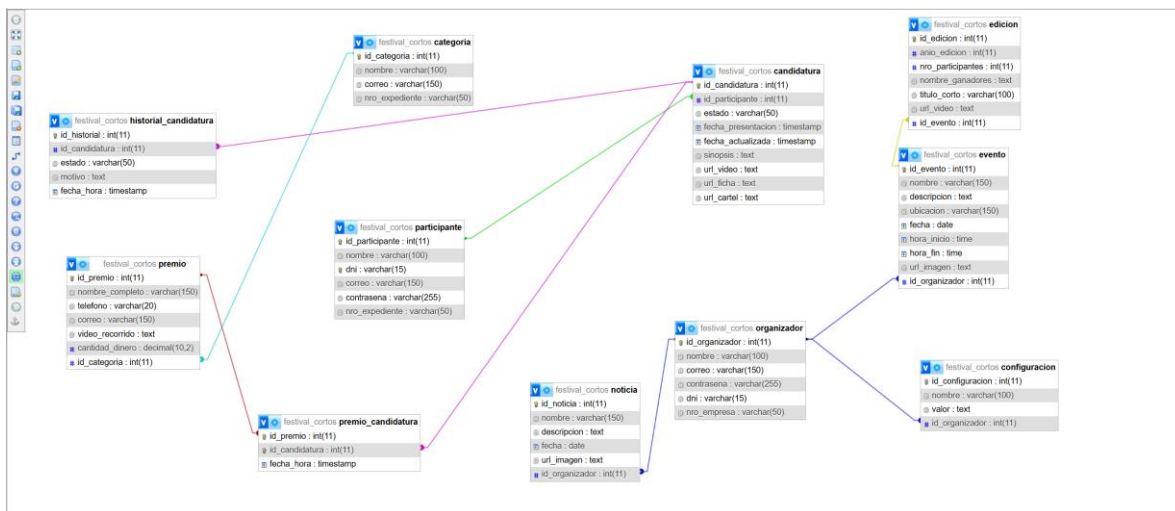 festival_cortos categoria
id_categoria : int(11)
nombre : varchar(100)
correo : varchar(150)
nro_expediente : varchar(50)
festival_cortos edicion
id_edicion : int(11)
anio_edicion : int(11)
nro_participantes : int(11)
nombre_ganadores : text
titulo_corto : varchar(100)
url_video : text
id_evento : int(11)
festival_cortos candidatura
id_candidatura : int(11)
id_participante : int(11)
estado : varchar(50)
fecha_presentacion : timestamp
fecha_actualizada : timestamp
sinopsis : text
url_video : text
url_ficha : text
url_cartel : text
festival_cortos historial_candidatura
id_historial : int(11)
id_candidatura : int(11)
estado : varchar(50)
motivo : text
fecha_hora : timestamp
festival_cortos evento
id_evento : int(11)
nombre : varchar(150)
descripcion : text
ubicacion : varchar(150)
fecha : date
hora_inicio : time
hora_fin : time
url_imagen : text
id_organizador : int(11)
festival_cortos participante
id_participante : int(11)
nombre : varchar(100)
dni : varchar(15)
correo : varchar(150)
contrasena : varchar(255)
nro_expediente : varchar(50)
festival_cortos premio
id_premio : int(11)
nombre_completo : varchar(150)
telefono : varchar(20)
correo : varchar(150)
video_recorrido : text
cantidad_dinero : decimal(10,2)
id_categoria : int(11)
festival_cortos organizador
id_organizador : int(11)
nombre : varchar(100)
correo : varchar(150)
contrasena : varchar(255)
dni : varchar(15)
nro_empresa : varchar(50)
festival_cortos configuracion
id_configuracion : int(11)
nombre : varchar(100)
valor : text
id_organizador : int(11)
festival_cortos noticia
id_noticia : int(11)
nombre : varchar(150)
descripcion : text
fecha : date
url_imagen : text
id_organizador : int(11)
festival_cortos premio_candidatura
id_premio : int(11)
id_candidatura : int(11)
fecha_hora : timestamp